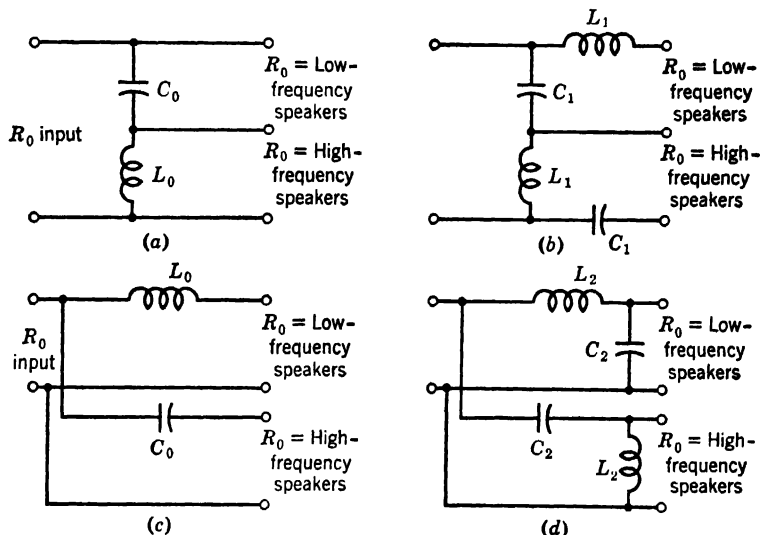 R₀ input
C₀
L₀
R₀ = Low-
frequency
speakers
R₀ = High-
frequency
speakers
(a)
L₁
C₁
L₁
C₁
R₀ = Low-
frequency
speakers
R₀ = High-
frequency
speakers
(b)
L₀
R₀
input
C₀
R₀ = Low-
frequency
speakers
R₀ = High-
frequency
speakers
(c)
L₂
C₂
C₂
L₂
R₀ = Low-
frequency
speakers
R₀ = High-
frequency
speakers
(d)